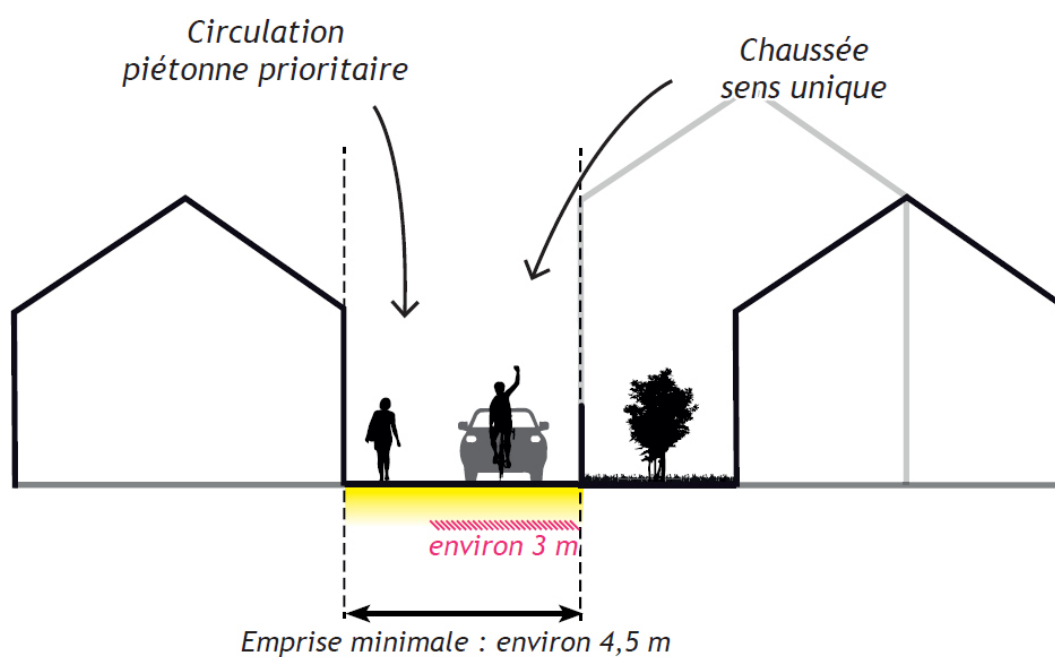 Circulation
piétonne prioritaire
Chaussée
sens unique
environ 3 m
Emprise minimale : environ 4,5 m